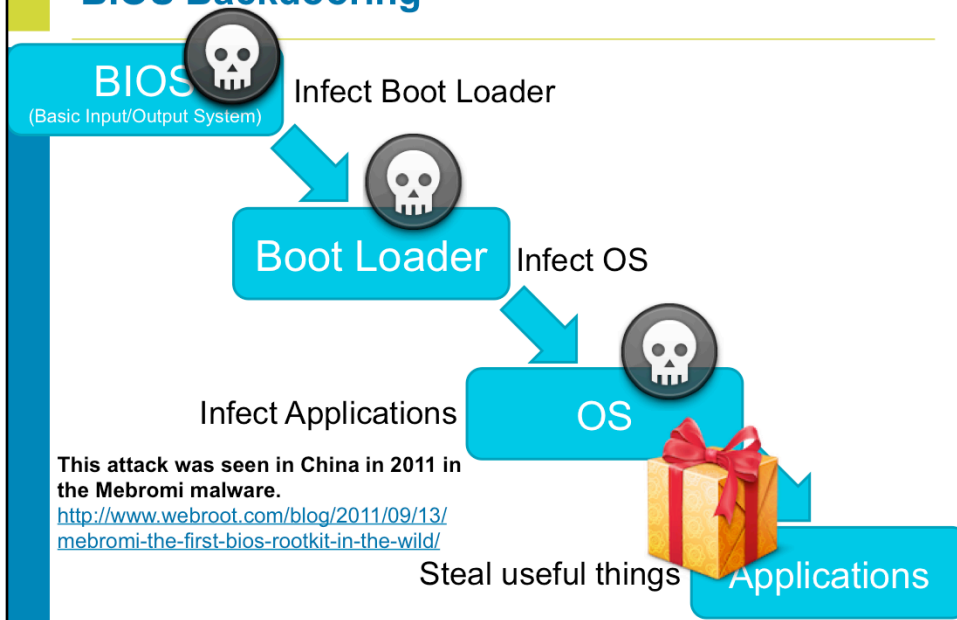 BIOS Backdooring
BIOS
(Basic Input/Output System)
Infect Boot Loader
Boot Loader
Infect OS
Infect Applications
OS
This attack was seen in China in 2011 in
the Mebromi malware.
http://www.webroot.com/blog/2011/09/13/
mebromi-the-first-bios-rootkit-in-the-wild/
Steal useful things
Applications